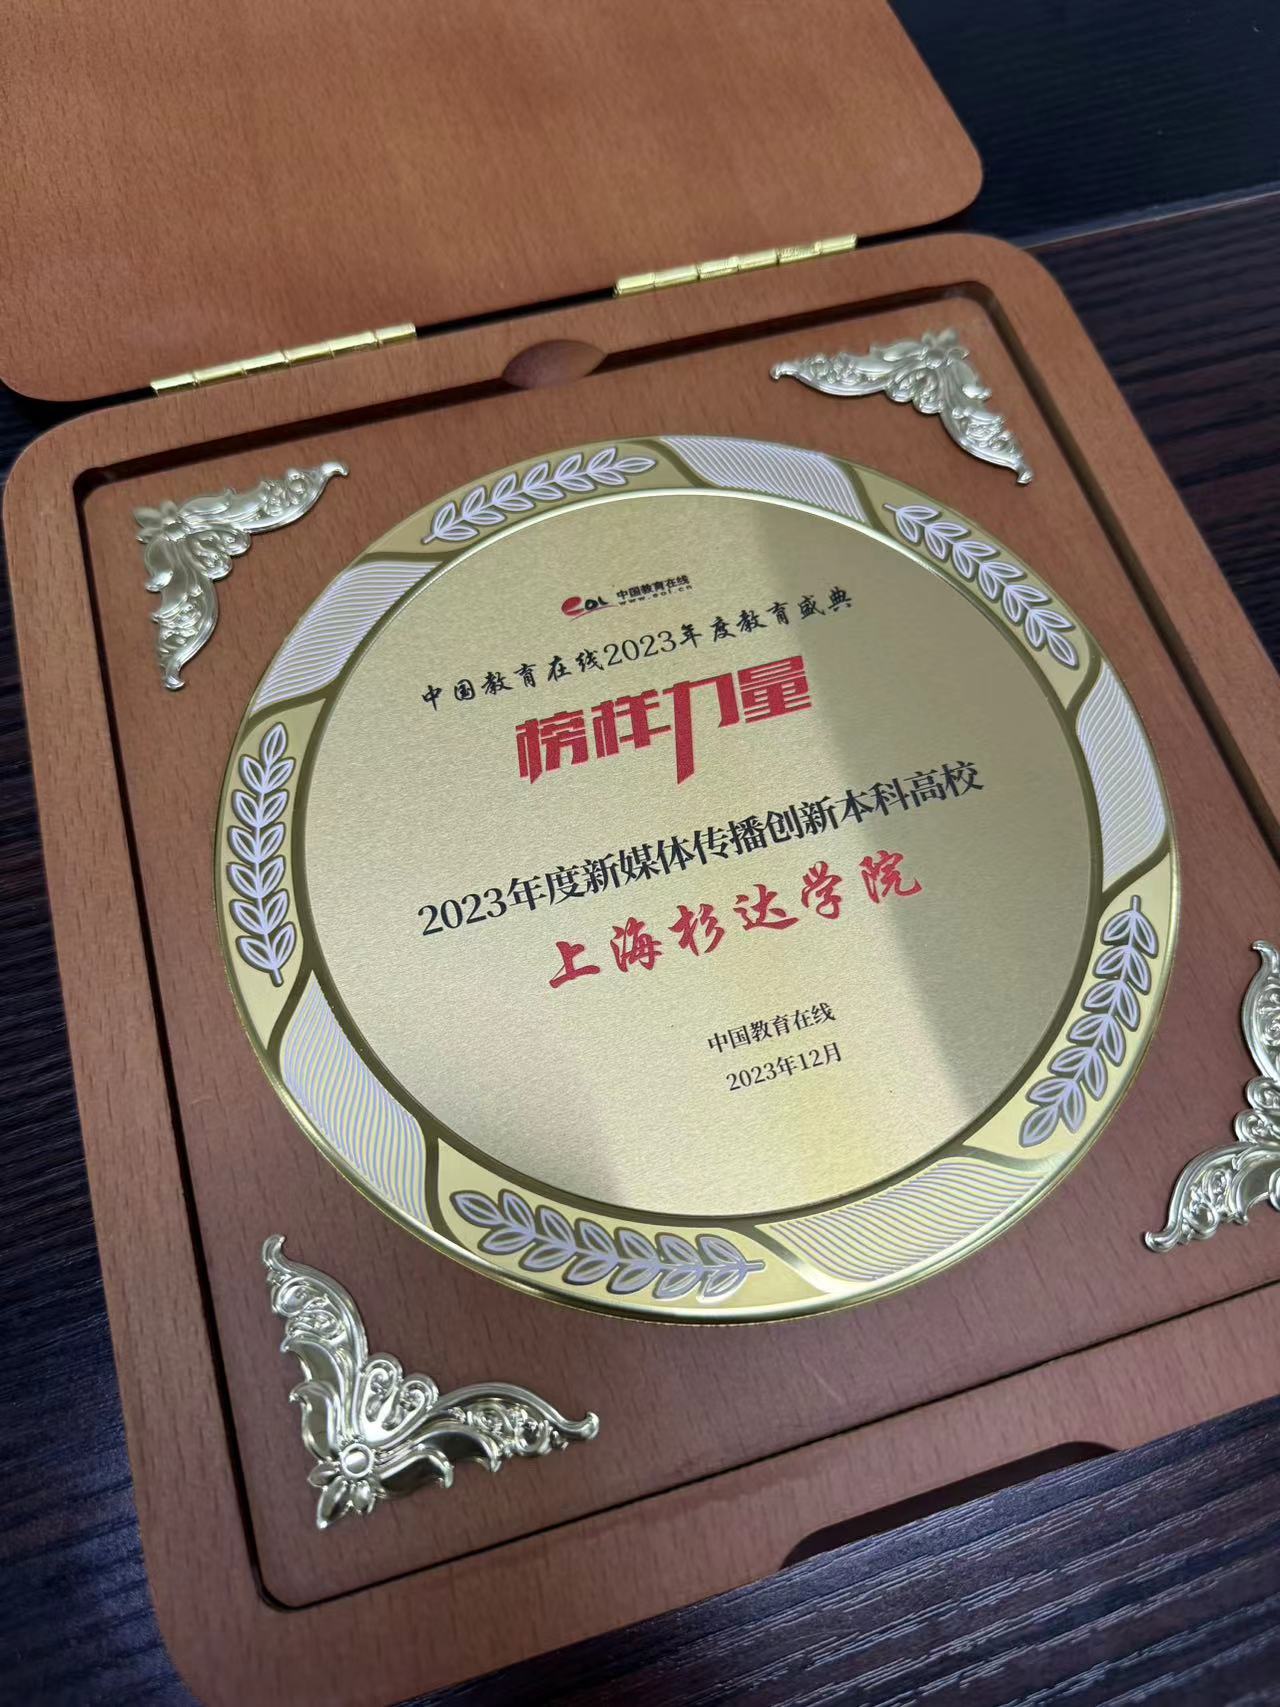 eol 中国教育在线
www.eol.cn
中国教育在线2023年度教育盛典
榜样力量
2023年度新媒体传播创新本科高校
上海杉达学院
中国教育在线
2023年12月